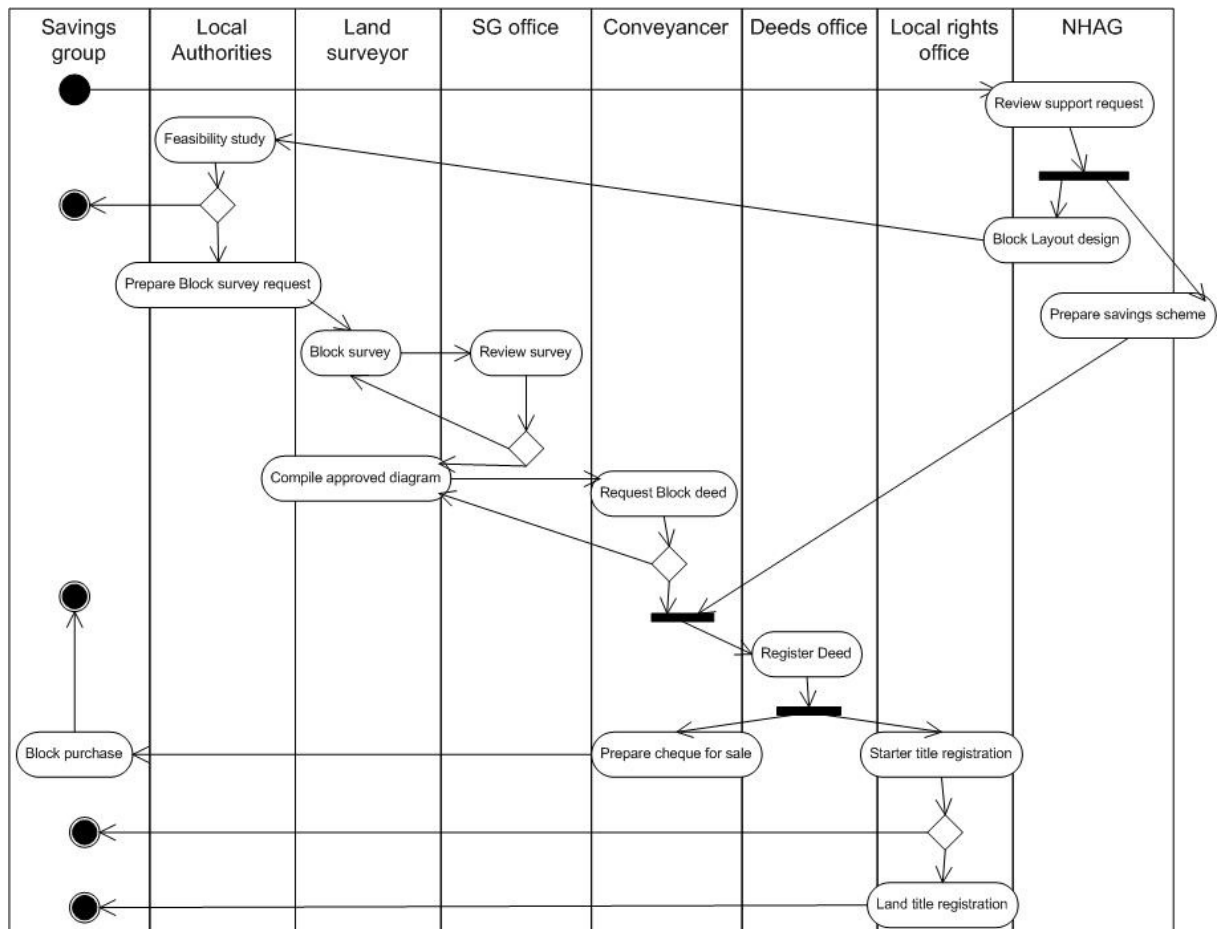 Savings
group
Local
Authorities
Land
surveyor
SG office
Conveyancer
Deeds office
Local rights
office
NHAG
Review support request
Feasibility study
Block Layout design
Prepare Block survey request
Prepare savings scheme
Block survey
Review survey
Compile approved diagram
Request Block deed
Register Deed
Block purchase
Prepare cheque for sale
Starter title registration
Land title registration